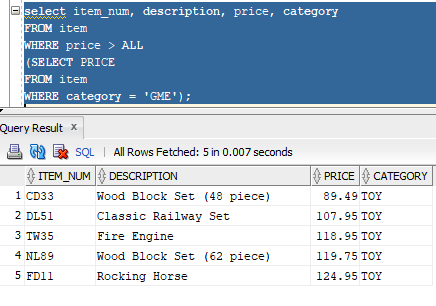 select item_num, description, price, category
FROM item
WHERE price > ALL
(SELECT PRICE
FROM item
WHERE category = 'GME');
Query Result x
SQL | All Rows Fetched: 5 in 0.007 seconds
ITEM_NUM DESCRIPTION PRICE CATEGORY
1 CD33 Wood Block Set (48 piece) 89.49 TOY
2 DL51 Classic Railway Set 107.95 TOY
3 TW35 Fire Engine 118.95 TOY
4 NL89 Wood Block Set (62 piece) 119.75 TOY
5 FD11 Rocking Horse 124.95 TOY